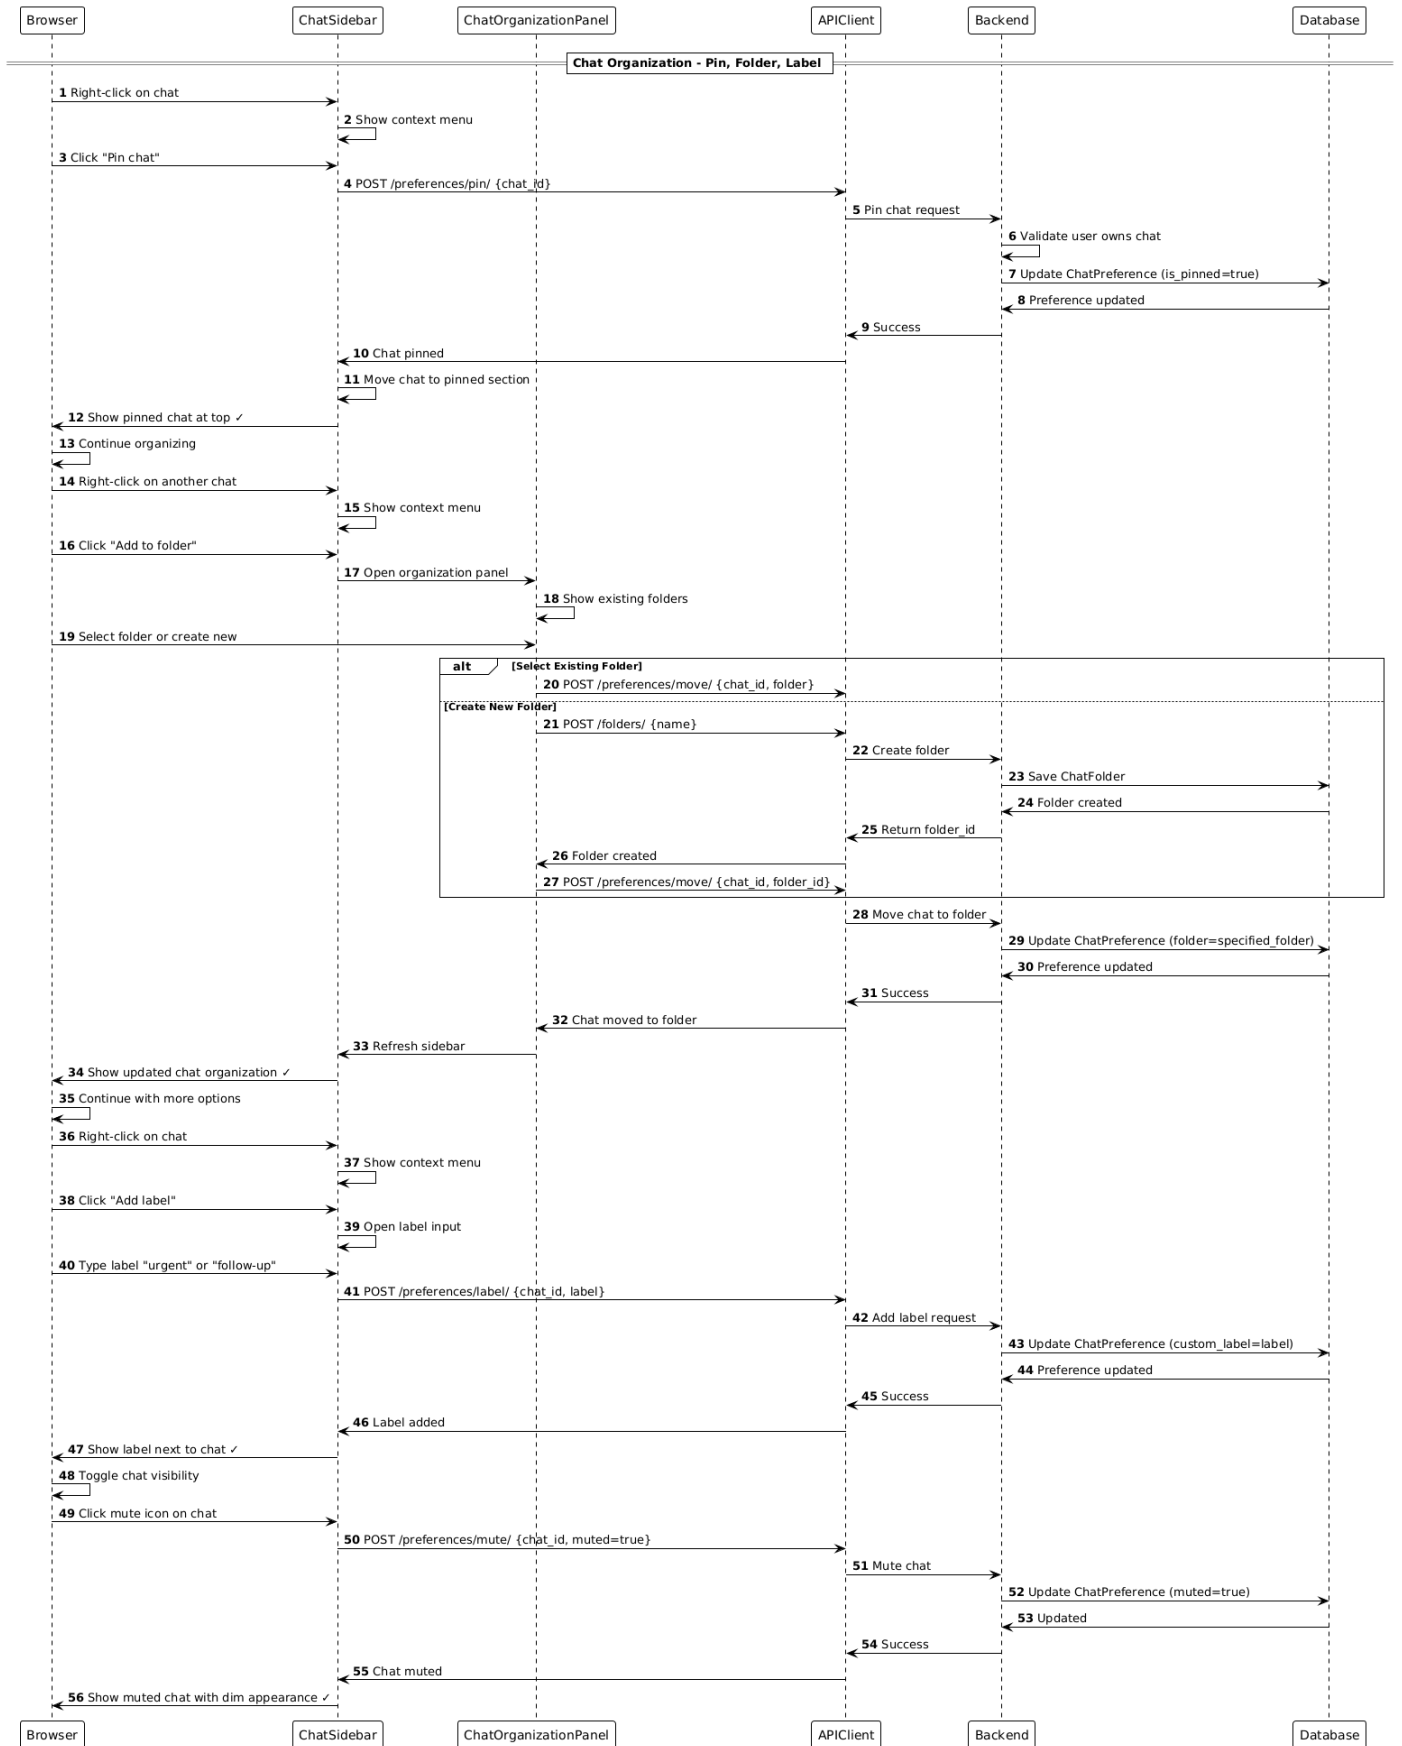 Browser
ChatSidebar
ChatOrganizationPanel
APIClient
Backend
Database
Chat Organization - Pin, Folder, Label
1 Right-click on chat
2 Show context menu
3 Click "Pin chat"
4 POST /preferences/pin/ {chat_id}
5 Pin chat request
6 Validate user owns chat
7 Update ChatPreference (is_pinned=true)
8 Preference updated
9 Success
10 Chat pinned
11 Move chat to pinned section
12 Show pinned chat at top ✓
13 Continue organizing
14 Right-click on another chat
15 Show context menu
16 Click "Add to folder"
17 Open organization panel
18 Show existing folders
19 Select folder or create new
alt [Select Existing Folder]
20 POST /preferences/move/ {chat_id, folder}
[Create New Folder]
21 POST /folders/ {name}
22 Create folder
23 Save ChatFolder
24 Folder created
25 Return folder_id
26 Folder created
27 POST /preferences/move/ {chat_id, folder_id}
28 Move chat to folder
29 Update ChatPreference (folder=specified_folder)
30 Preference updated
31 Success
32 Chat moved to folder
33 Refresh sidebar
34 Show updated chat organization ✓
35 Continue with more options
36 Right-click on chat
37 Show context menu
38 Click "Add label"
39 Open label input
40 Type label "urgent" or "follow-up"
41 POST /preferences/label/ {chat_id, label}
42 Add label request
43 Update ChatPreference (custom_label=label)
44 Preference updated
45 Success
46 Label added
47 Show label next to chat ✓
48 Toggle chat visibility
49 Click mute icon on chat
50 POST /preferences/mute/ {chat_id, muted=true}
51 Mute chat
52 Update ChatPreference (muted=true)
53 Updated
54 Success
55 Chat muted
56 Show muted chat with dim appearance ✓
Browser
ChatSidebar
ChatOrganizationPanel
APIClient
Backend
Database